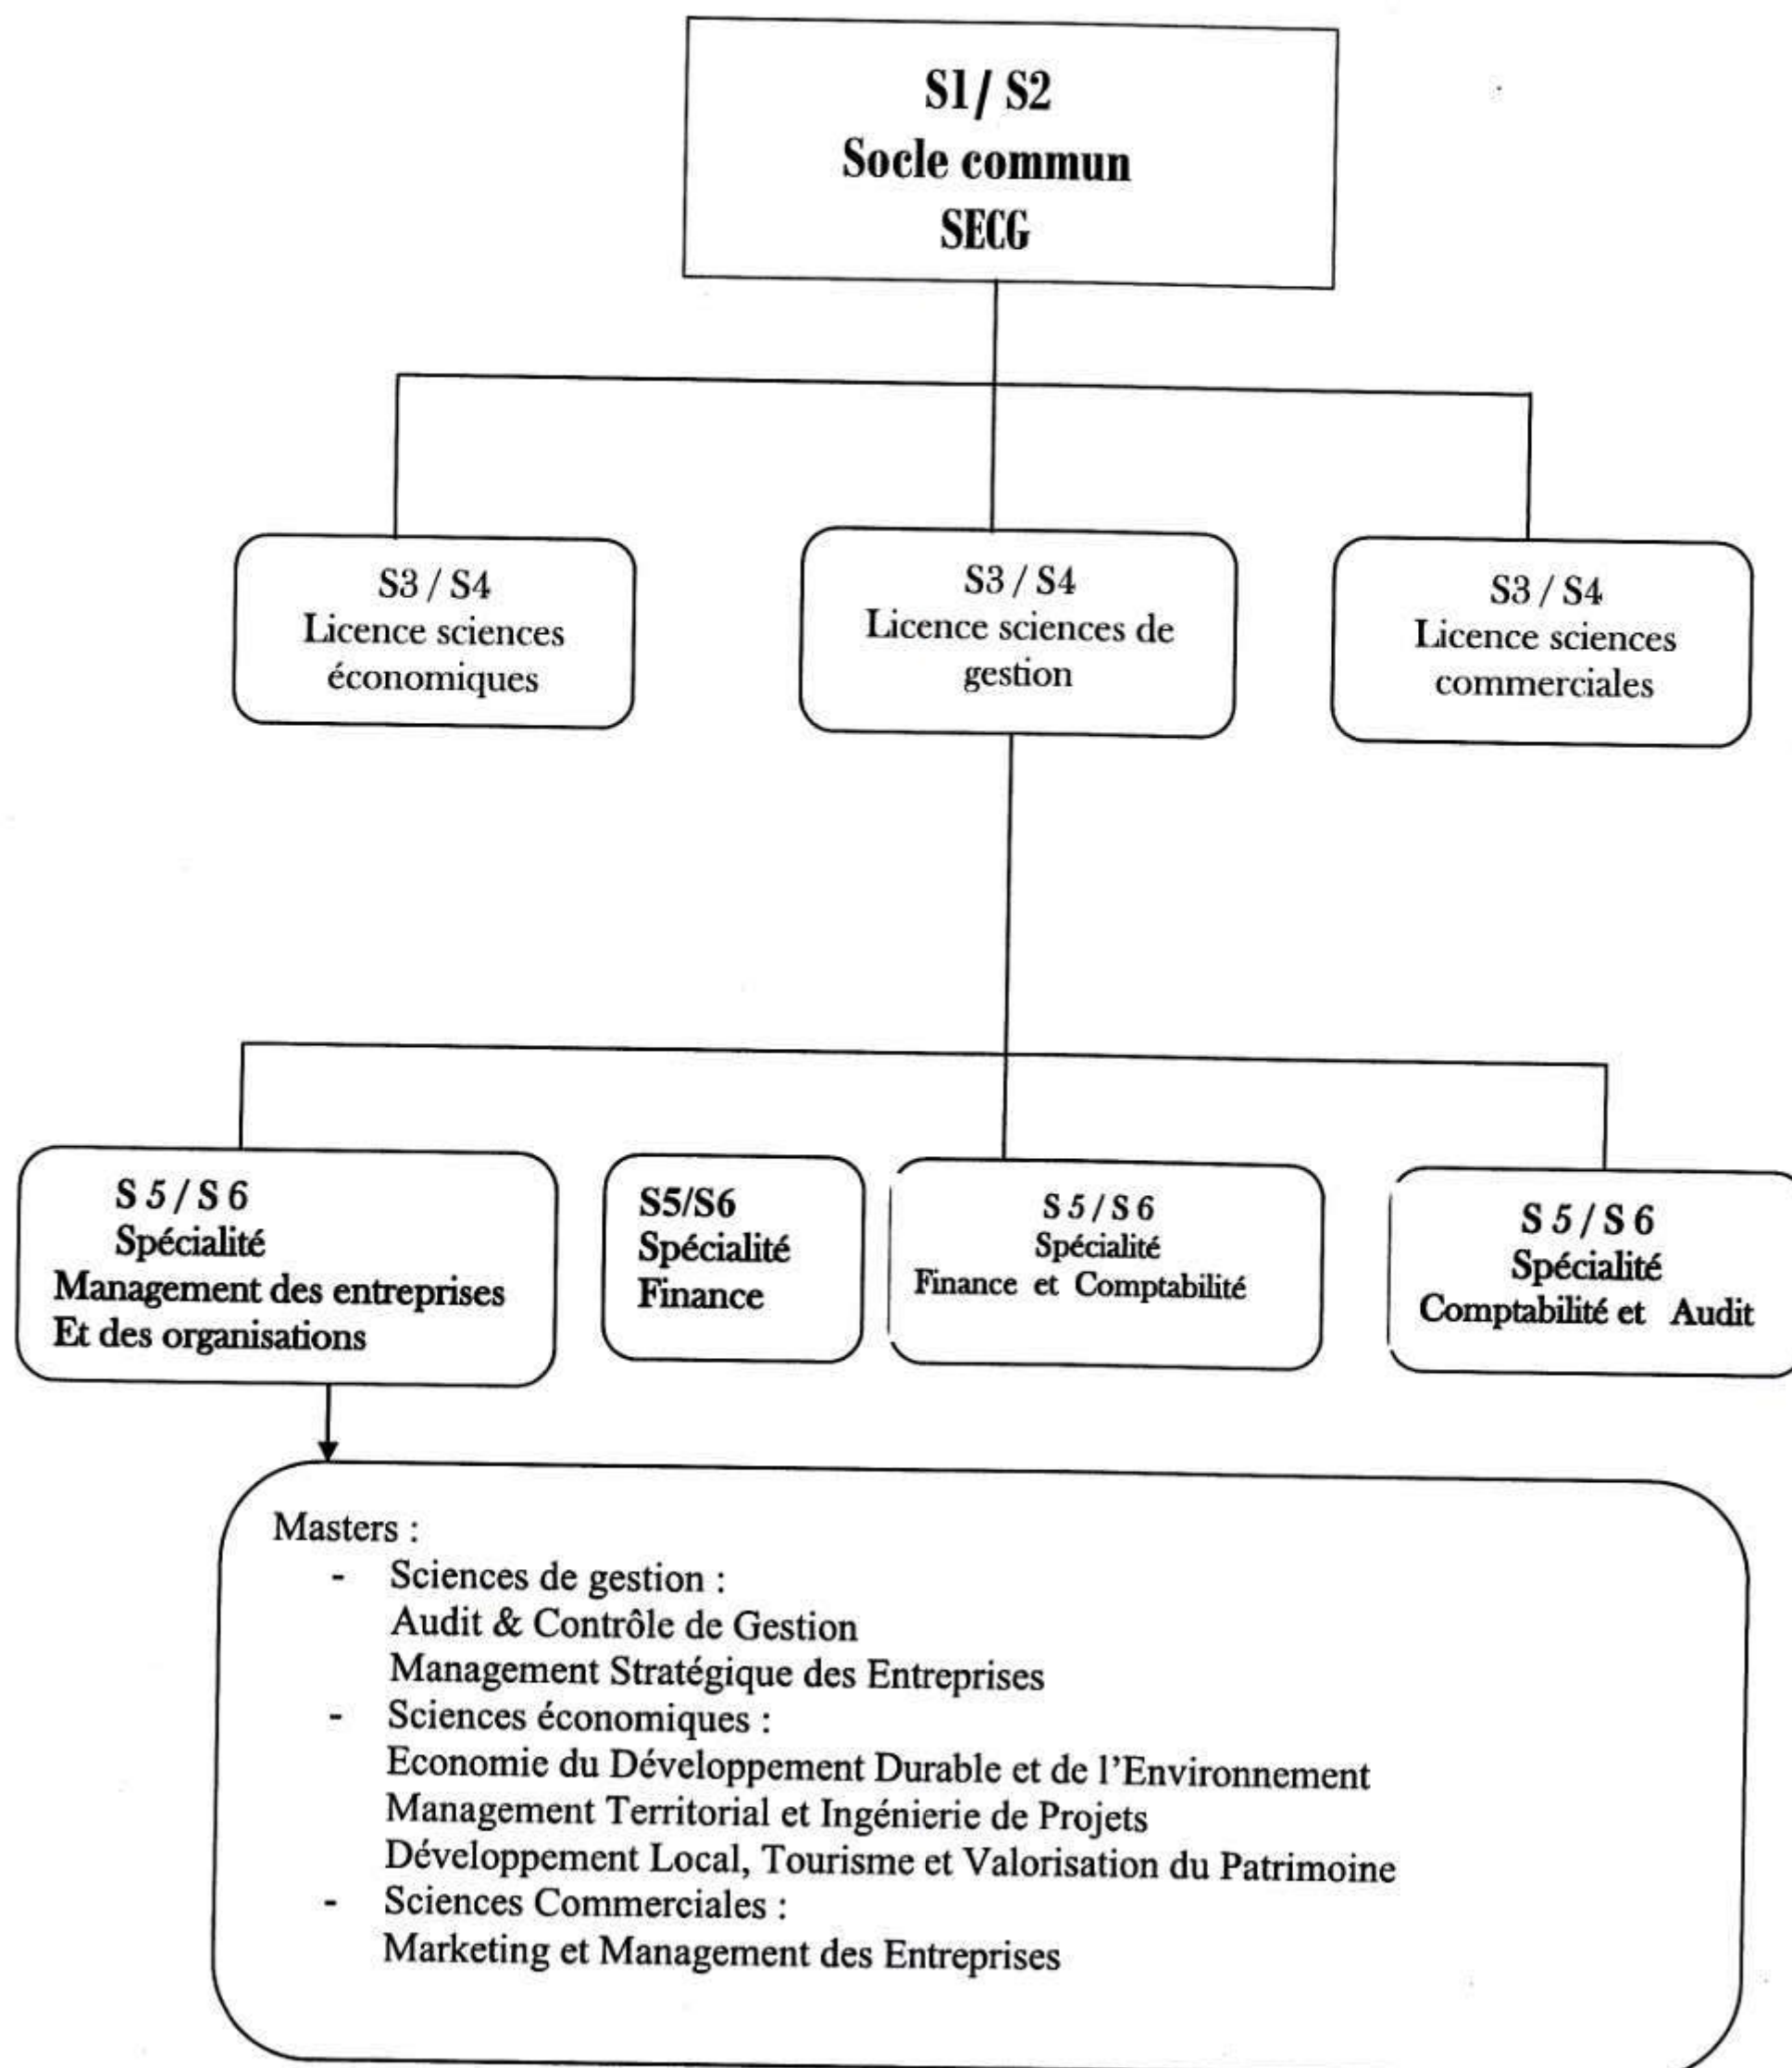 S1/ S2
Socle commun
SECG
S3 / S4
Licence sciences
économiques
S3 / S4
Licence sciences de
gestion
S3 / S4
Licence sciences
commerciales
S 5 / S 6
Spécialité
Management des entreprises
Et des organisations
S5/S6
Spécialité
Finance
S 5 / S 6
Spécialité
Finance et Comptabilité
S 5 / S 6
Spécialité
Comptabilité et Audit
Masters :
- Sciences de gestion :
Audit & Contrôle de Gestion
Management Stratégique des Entreprises
- Sciences économiques :
Economie du Développement Durable et de l'Environnement
Management Territorial et Ingénierie de Projets
Développement Local, Tourisme et Valorisation du Patrimoine
- Sciences Commerciales :
Marketing et Management des Entreprises